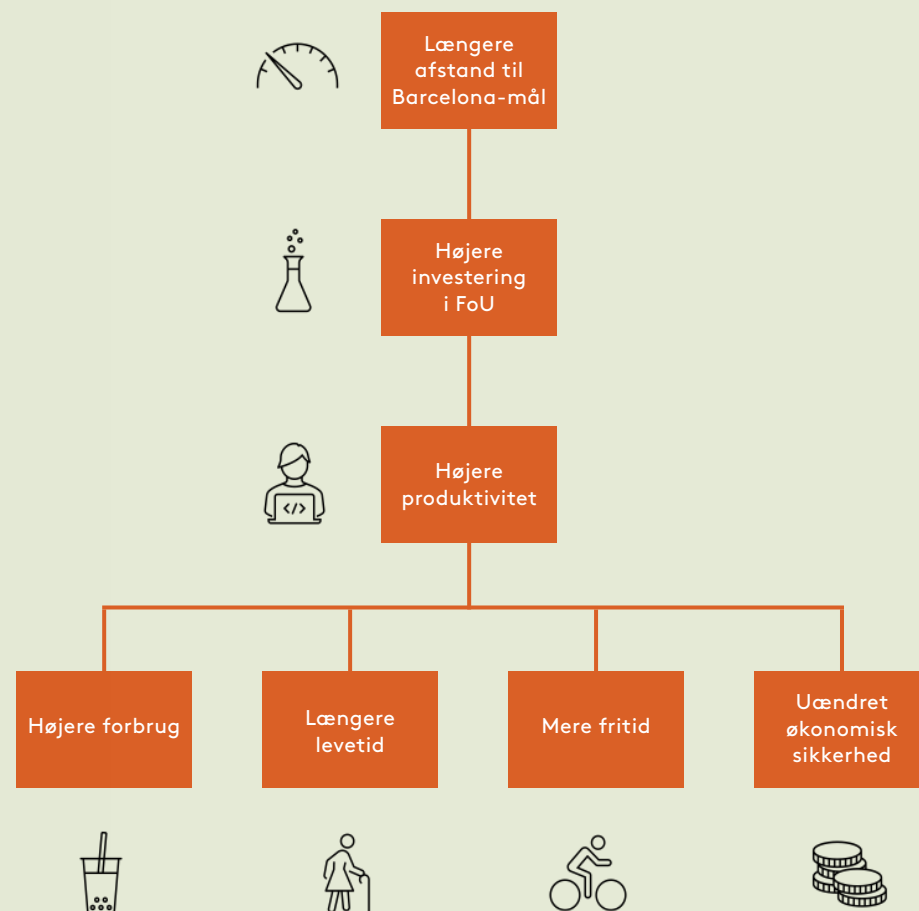 Længere
afstand til
Barcelona-mål
Højere
investering
i FoU
Højere
produktivitet
</>
Højere forbrug
Længere
levetid
Mere fritid
Uændret
økonomisk
sikkerhed